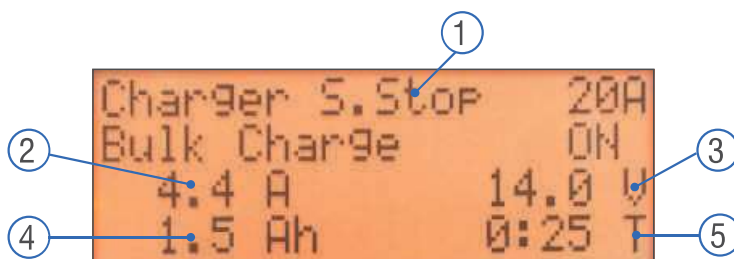 1
Charger S.Stop 20A
2 Bulk Charge ON 3
4.4 A 14.0 V
4 1.5 Ah 0:25 T 5